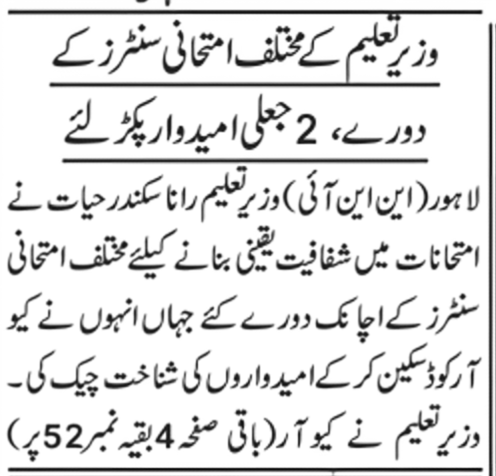 وزیر تعلیم کے مختلف امتحانی سنٹرز کے
دورے، 2 جعلی امیدوار پکڑ لئے
لاہور(این این آئی)وزیر تعلیم رانا سکندر حیات نے
امتحانات میں شفافیت یقینی بنانے کیلئے مختلف امتحانی
سنٹرز کے اچانک دورے کئے جہاں انہوں نے کیو
آر کوڈ سکین کر کے امیدواروں کی شناخت چیک کی۔
وزیر تعلیم نے کیو آر(باقی صفحہ 4 بقیہ نمبر 52 پر)